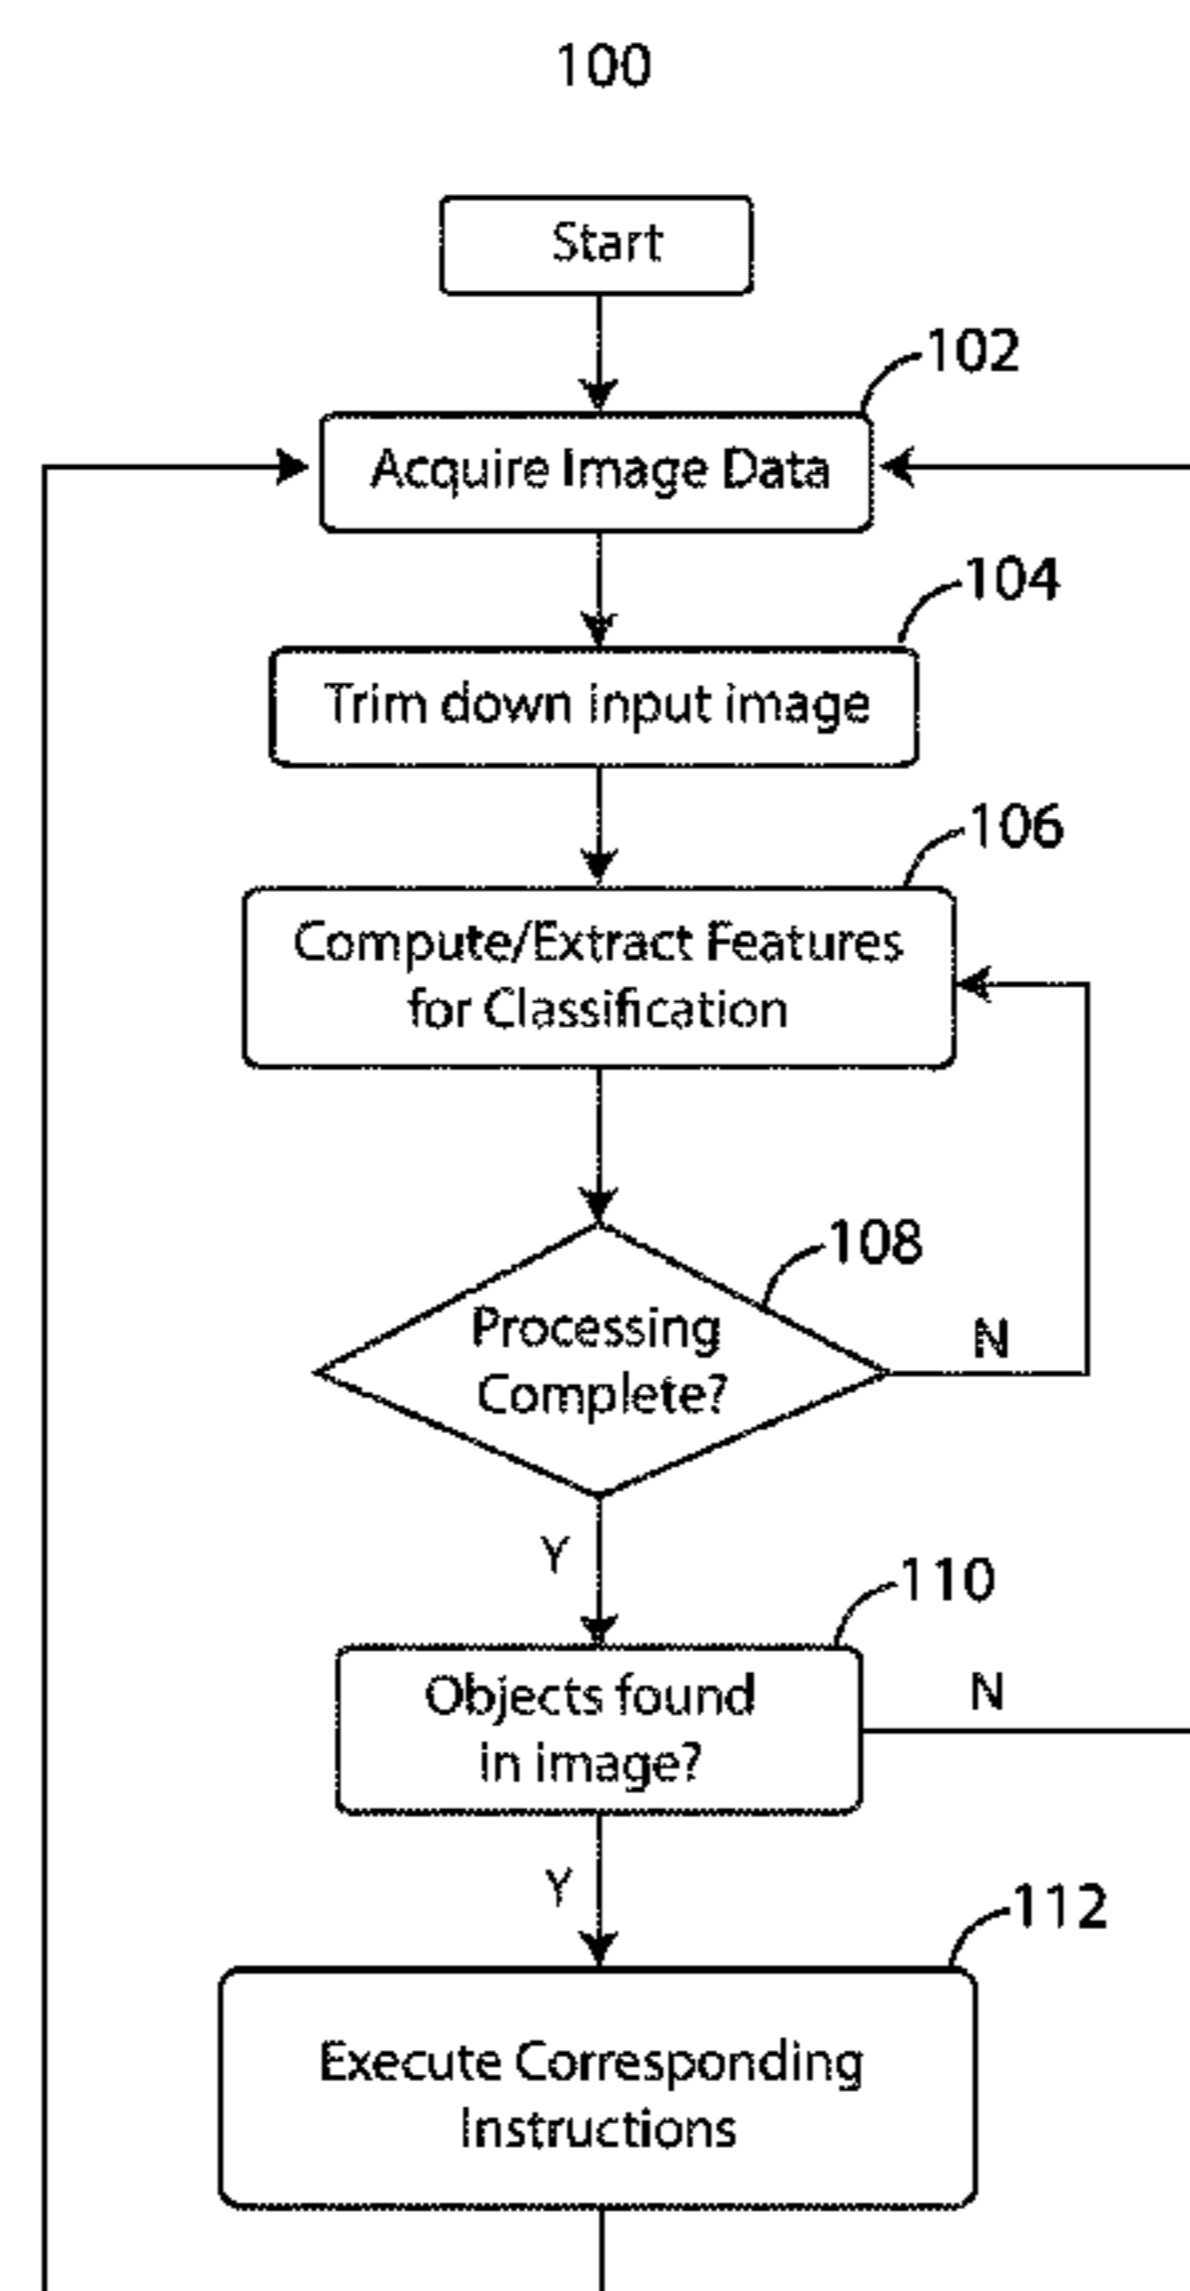 100
Start
102
Acquire Image Data
104
Trim down input image
106
Compute/Extract Features
for Classification
108
Processing
Complete?
N
Y
110
Objects found
in image?
N
Y
112
Execute Corresponding
Instructions